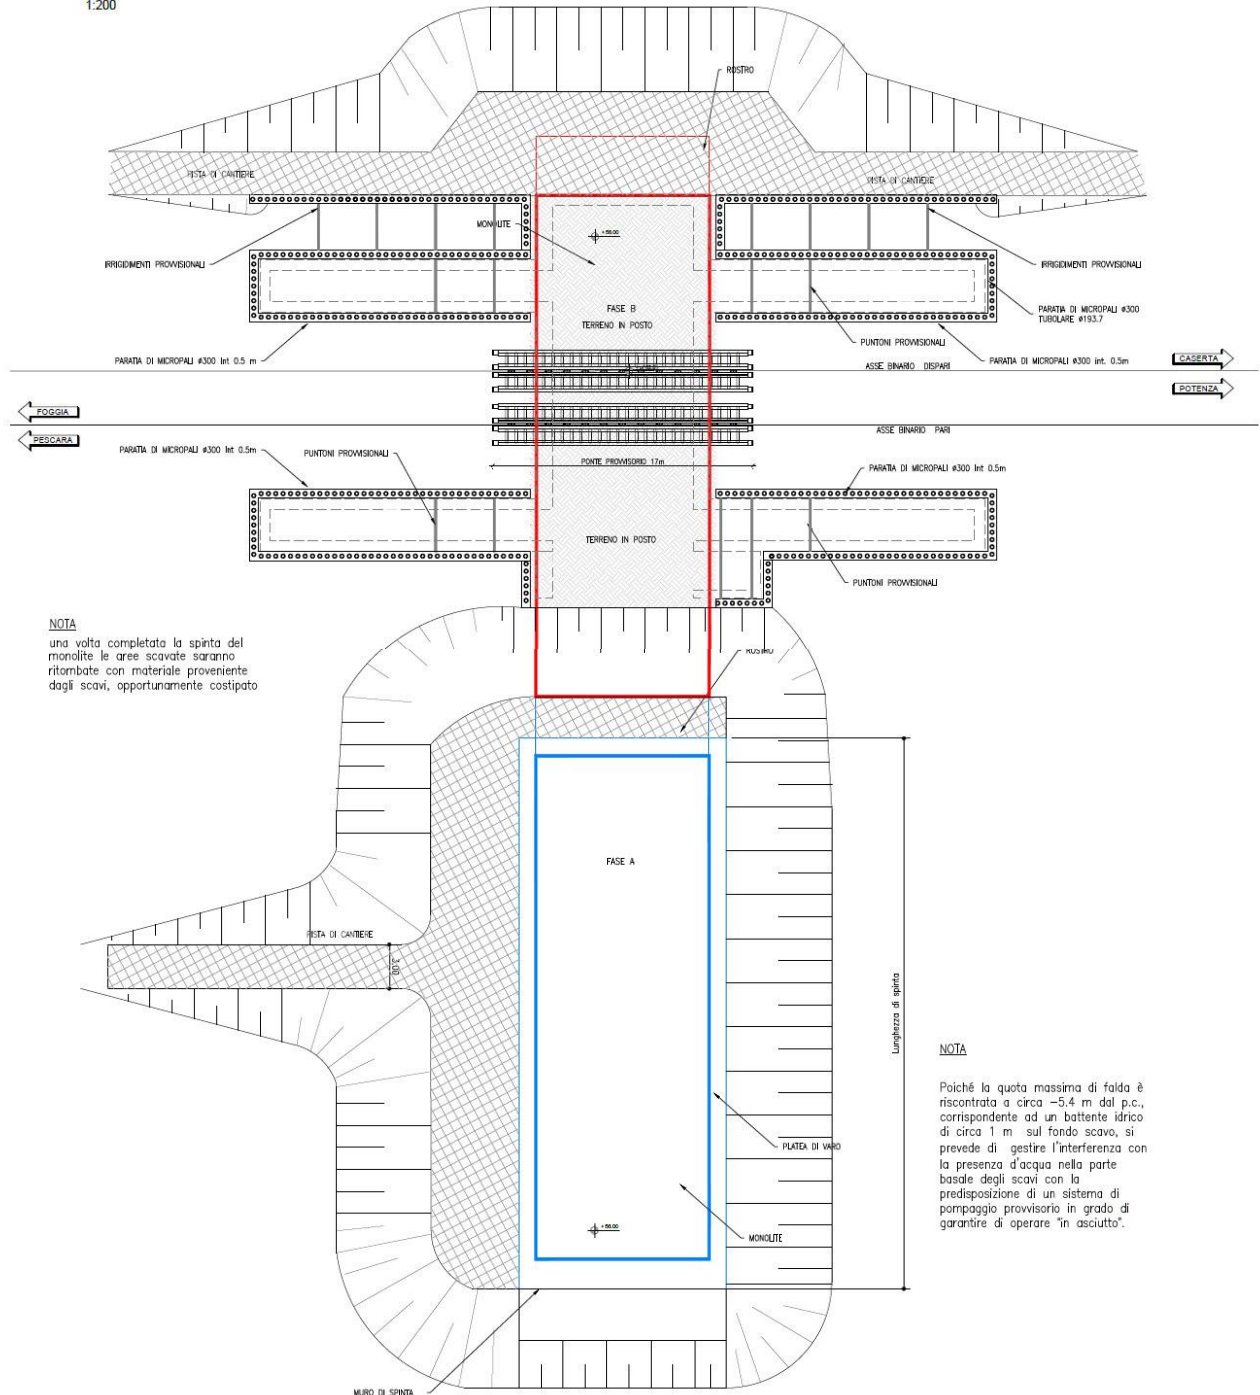 1:200
ROSTRO
PISTA DI CANTIERE
PISTA DI CANTIERE
MONOLITE
+56.00
IRRIGIDIMENTI PROVVISIONALI
IRRIGIDIMENTI PROVVISIONALI
FASE B
TERRENO IN POSTO
PARATIA DI MICROPALI ø300
TUBOLARE ø193.7
PUNTONI PROVVISIONALI
PARATIA DI MICROPALI ø300 Int 0.5 m
PARATIA DI MICROPALI ø300 int. 0.5m
CASERTA
ASSE BINARIO DISPARI
POTENZA
FOGGIA
ASSE BINARIO PARI
PESCARA
PARATIA DI MICROPALI ø300 Int 0.5m
PUNTONI PROVVISIONALI
PONTE PROVVISORIO 17m
PARATIA DI MICROPALI ø300 Int 0.5m
TERRENO IN POSTO
PUNTONI PROVVISIONALI
NOTA
una volta completata la spinta del
monolite le aree scavate saranno
ritombate con materiale proveniente
dagli scavi, opportunamente costipato
ROSTRO
FASE A
PISTA DI CANTIERE
3.00
Lunghezza di spinta
NOTA
Poiché la quota massima di falda è
riscontrata a circa -5.4 m dal p.c.,
corrispondente ad un battente idrico
di circa 1 m sul fondo scavo, si
prevede di gestire l'interferenza con
la presenza d'acqua nella parte
basale degli scavi con la
predisposizione di un sistema di
pompaggio provvisorio in grado di
garantire di operare "in asciutto".
PLATEA DI VARO
+56.00
MONOLITE
MURO DI SPINTA